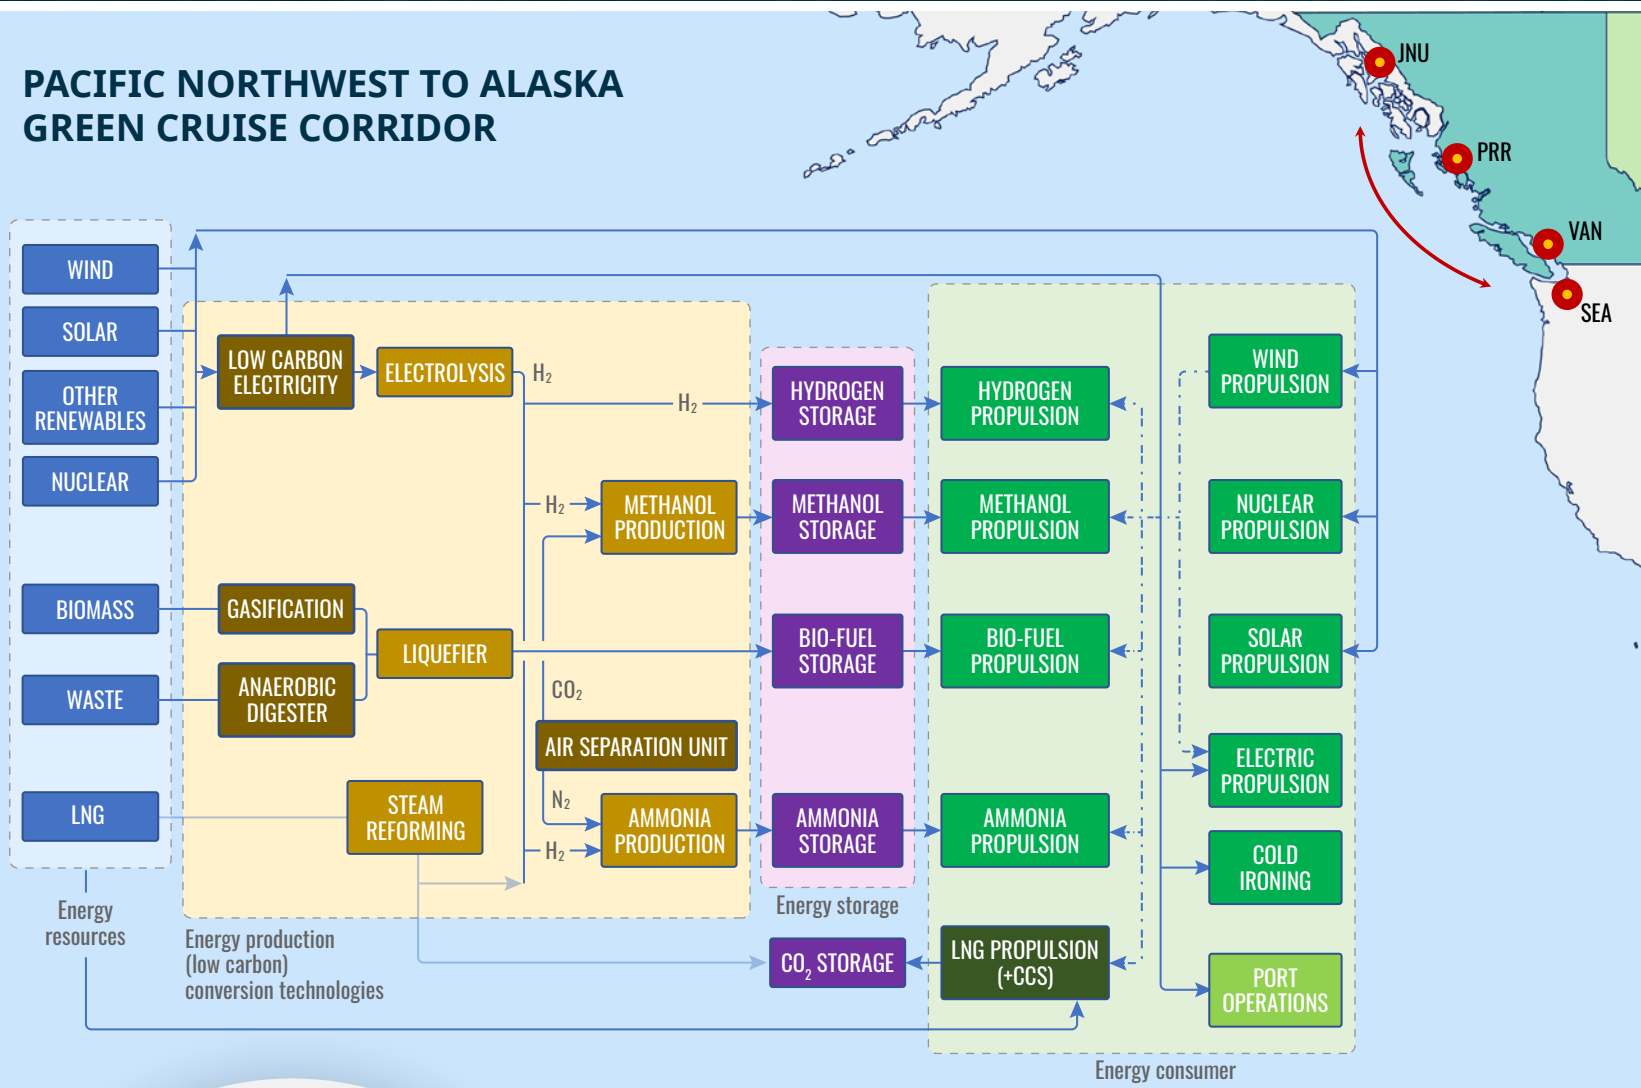 PACIFIC NORTHWEST TO ALASKA
GREEN CRUISE CORRIDOR
JNU
PRR
VAN
SEA
WIND
SOLAR
OTHER
RENEWABLES
NUCLEAR
BIOMASS
WASTE
LNG
Energy
resources
LOW CARBON
ELECTRICITY
ELECTROLYSIS
H₂
H₂
H₂
METHANOL
PRODUCTION
GASIFICATION
LIQUEFIER
ANAEROBIC
DIGESTER
CO₂
AIR SEPARATION UNIT
STEAM
REFORMING
N₂
H₂
AMMONIA
PRODUCTION
Energy production
(low carbon)
conversion technologies
HYDROGEN
STORAGE
METHANOL
STORAGE
BIO-FUEL
STORAGE
AMMONIA
STORAGE
Energy storage
CO₂ STORAGE
HYDROGEN
PROPULSION
METHANOL
PROPULSION
BIO-FUEL
PROPULSION
AMMONIA
PROPULSION
LNG PROPULSION
(+CCS)
WIND
PROPULSION
NUCLEAR
PROPULSION
SOLAR
PROPULSION
ELECTRIC
PROPULSION
COLD
IRONING
PORT
OPERATIONS
Energy consumer